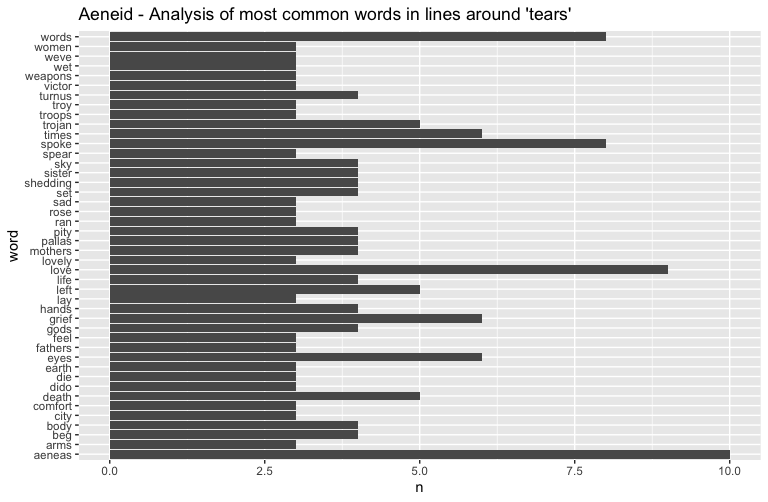 Aeneid - Analysis of most common words in lines around 'tears'
words
women
weve
wet
weapons
victor
turnus
troy
troops
trojan
times
spoke
spear
sky
sister
shedding
set
sad
rose
ran
pity
pallas
mothers
lovely
love
life
left
lay
hands
grief
gods
feel
fathers
eyes
earth
die
dido
death
comfort
city
body
beg
arms
aeneas
word
0.0 2.5 5.0 7.5 10.0
n